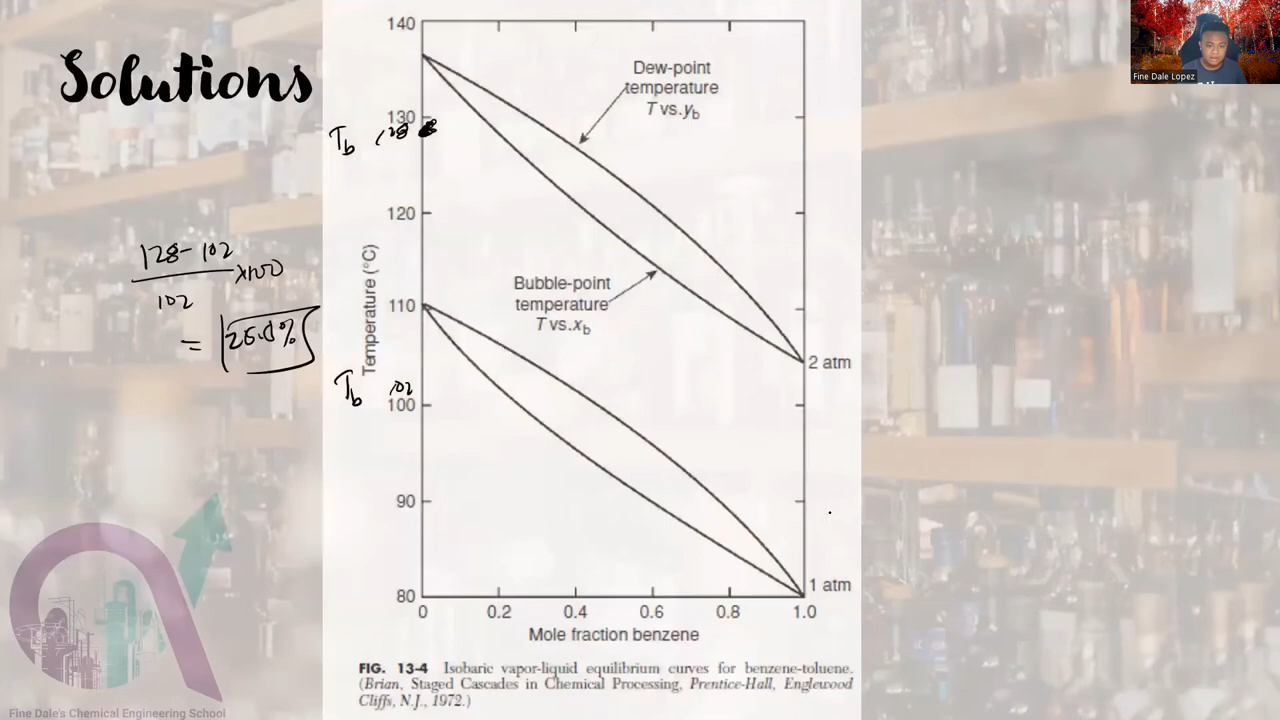 Solutions
Fine Dale Lopez
140
130
120
110
100
90
80
0
0.2
0.4
0.6
0.8
1.0
Temperature (°C)
Mole fraction benzene
Dew-point
temperature
T vs. yb
Bubble-point
temperature
T vs. xb
2 atm
1 atm
Tb 128
128 - 102
102
x100
=
Tb 102
FIG. 13-4 Isobaric vapor-liquid equilibrium curves for benzene-toluene.
(Brian, Staged Cascades in Chemical Processing, Prentice-Hall, Englewood
Cliffs, N.J., 1972.)
Fine Dale's Chemical Engineering School